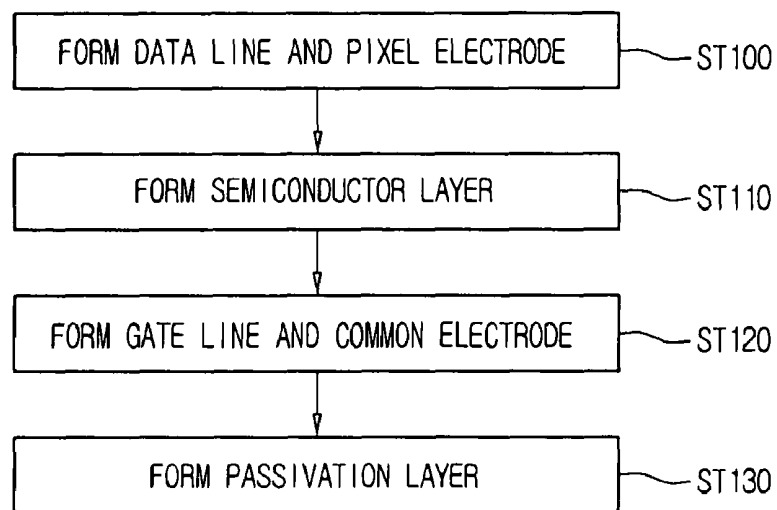 FORM DATA LINE AND PIXEL ELECTRODE ST100
FORM SEMICONDUCTOR LAYER ST110
FORM GATE LINE AND COMMON ELECTRODE ST120
FORM PASSIVATION LAYER ST130